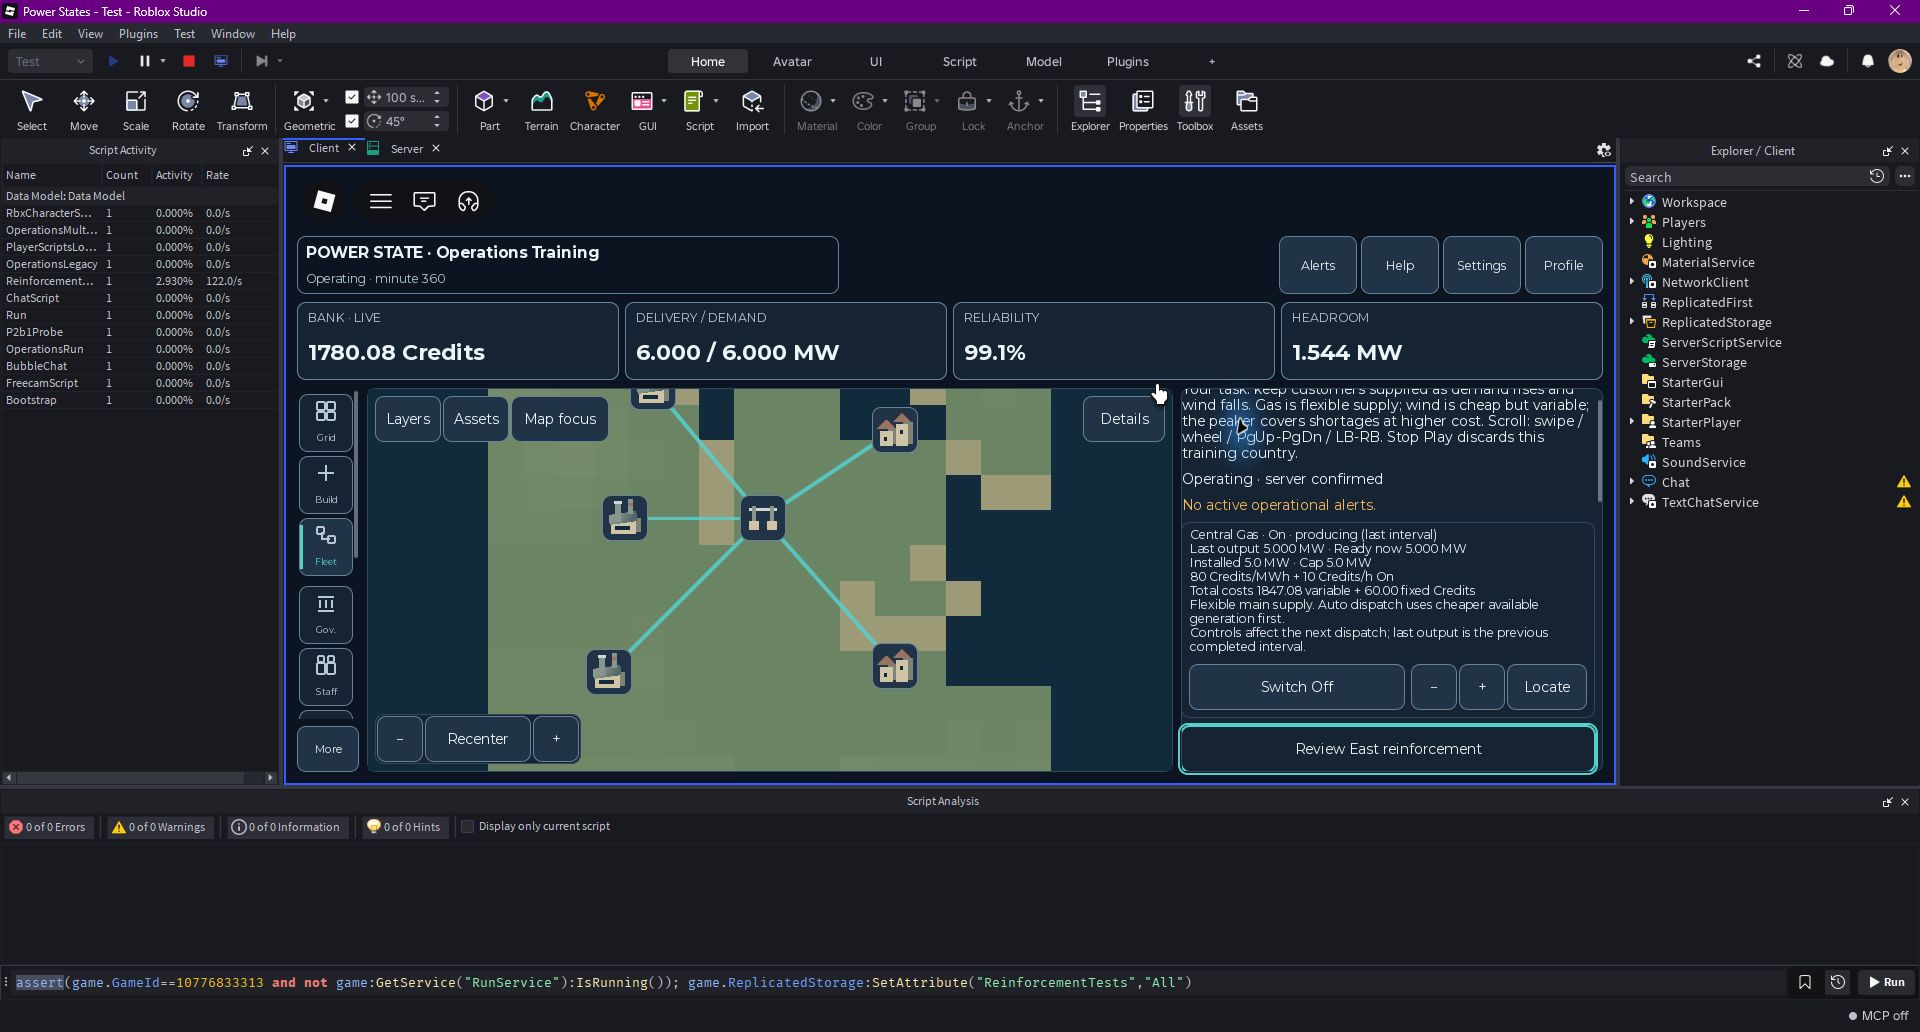 Power States - Test - Roblox Studio
File Edit View Plugins Test Window Help
Test
Home Avatar UI Script Model Plugins +
100 s...
45°
Select Move Scale Rotate Transform Geometric Part Terrain Character GUI Script Import Material Color Group Lock Anchor Explorer Properties Toolbox Assets
Script Activity
Name Count Activity Rate
Data Model: Data Model
RbxCharacterS... 1 0.000% 0.0/s
OperationsMult... 1 0.000% 0.0/s
PlayerScriptsLo... 1 0.000% 0.0/s
OperationsLegacy 1 0.000% 0.0/s
Reinforcement... 1 2.930% 122.0/s
ChatScript 1 0.000% 0.0/s
Run 1 0.000% 0.0/s
P2b1Probe 1 0.000% 0.0/s
OperationsRun 1 0.000% 0.0/s
BubbleChat 1 0.000% 0.0/s
FreecamScript 1 0.000% 0.0/s
Bootstrap 1 0.000% 0.0/s
Client Server
POWER STATE · Operations Training
Operating · minute 360
Alerts Help Settings Profile
BANK · LIVE
1780.08 Credits
DELIVERY / DEMAND
6.000 / 6.000 MW
RELIABILITY
99.1%
HEADROOM
1.544 MW
Grid
Build
Fleet
Gov.
Staff
More
Layers Assets Map focus
Details
− Recenter +
Your task: Keep customers supplied as demand rises and
wind falls. Gas is flexible supply; wind is cheap but variable;
the peaker covers shortages at higher cost. Scroll: swipe /
wheel / PgUp-PgDn / LB-RB. Stop Play discards this
training country.
Operating · server confirmed
No active operational alerts.
Central Gas · On · producing (last interval)
Last output 5.000 MW · Ready now 5.000 MW
Installed 5.0 MW · Cap 5.0 MW
80 Credits/MWh + 10 Credits/h On
Total costs 1847.08 variable + 60.00 fixed Credits
Flexible main supply. Auto dispatch uses cheaper available
generation first.
Controls affect the next dispatch; last output is the previous
completed interval.
Switch Off − + Locate
Review East reinforcement
Explorer / Client
Search
Workspace
Players
Lighting
MaterialService
NetworkClient
ReplicatedFirst
ReplicatedStorage
ServerScriptService
ServerStorage
StarterGui
StarterPack
StarterPlayer
Teams
SoundService
Chat
TextChatService
Script Analysis
0 of 0 Errors 0 of 0 Warnings 0 of 0 Information 0 of 0 Hints Display only current script
assert(game.GameId==10776833313 and not game:GetService("RunService"):IsRunning()); game.ReplicatedStorage:SetAttribute("ReinforcementTests","All")
Run
MCP off